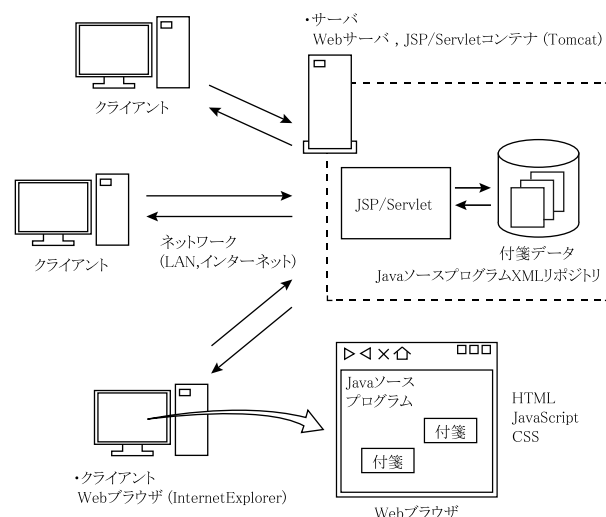 ・サーバ
Webサーバ , JSP/Servletコンテナ (Tomcat)
クライアント
JSP/Servlet
クライアント
ネットワーク
(LAN,インターネット)
付箋データ
JavaソースプログラムXMLリポジトリ
Javaソース
プログラム
付箋
付箋
HTML
JavaScript
CSS
・クライアント
Webブラウザ (InternetExplorer)
Webブラウザ